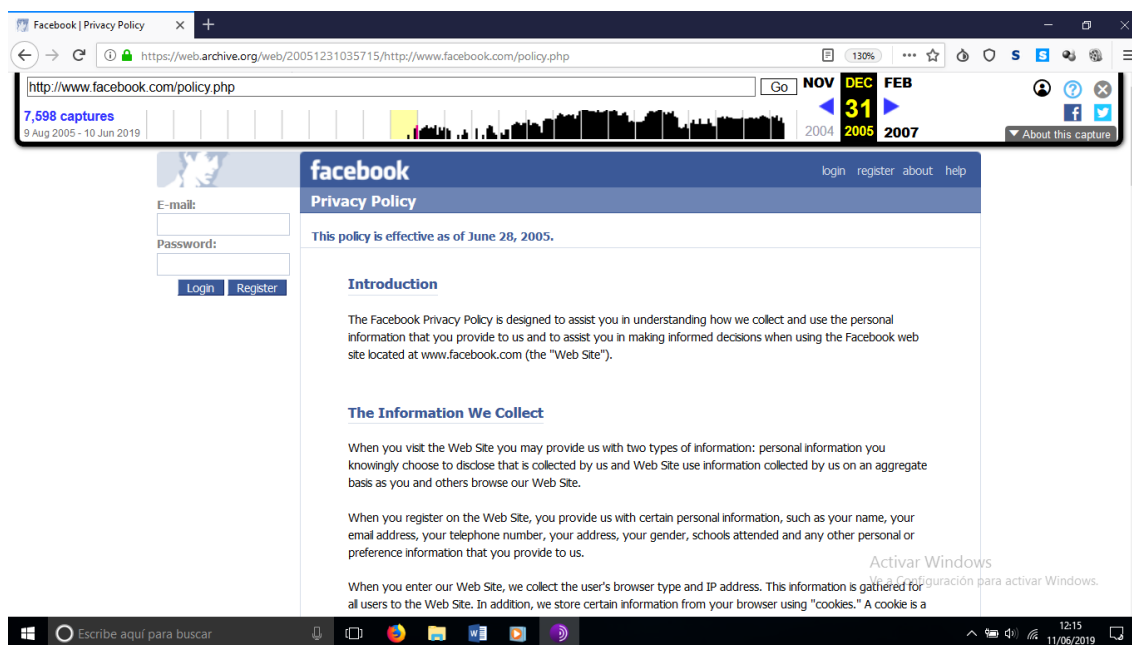 Facebook | Privacy Policy
https://web.archive.org/web/20051231035715/http://www.facebook.com/policy.php
130%
S
S
http://www.facebook.com/policy.php
Go
NOV DEC FEB
7,598 captures
31
9 Aug 2005 - 10 Jun 2019
2004 2005 2007
About this capture
facebook
login register about help
E-mail:
Privacy Policy
Password:
This policy is effective as of June 28, 2005.
Login Register
Introduction
The Facebook Privacy Policy is designed to assist you in understanding how we collect and use the personal
information that you provide to us and to assist you in making informed decisions when using the Facebook web
site located at www.facebook.com (the "Web Site").
The Information We Collect
When you visit the Web Site you may provide us with two types of information: personal information you
knowingly choose to disclose that is collected by us and Web Site use information collected by us on an aggregate
basis as you and others browse our Web Site.
When you register on the Web Site, you provide us with certain personal information, such as your name, your
email address, your telephone number, your address, your gender, schools attended and any other personal or
preference information that you provide to us.
Activar Windows
Ve a Configuración para activar Windows.
When you enter our Web Site, we collect the user's browser type and IP address. This information is gathered for
all users to the Web Site. In addition, we store certain information from your browser using "cookies." A cookie is a
Escribe aquí para buscar
12:15
11/06/2019